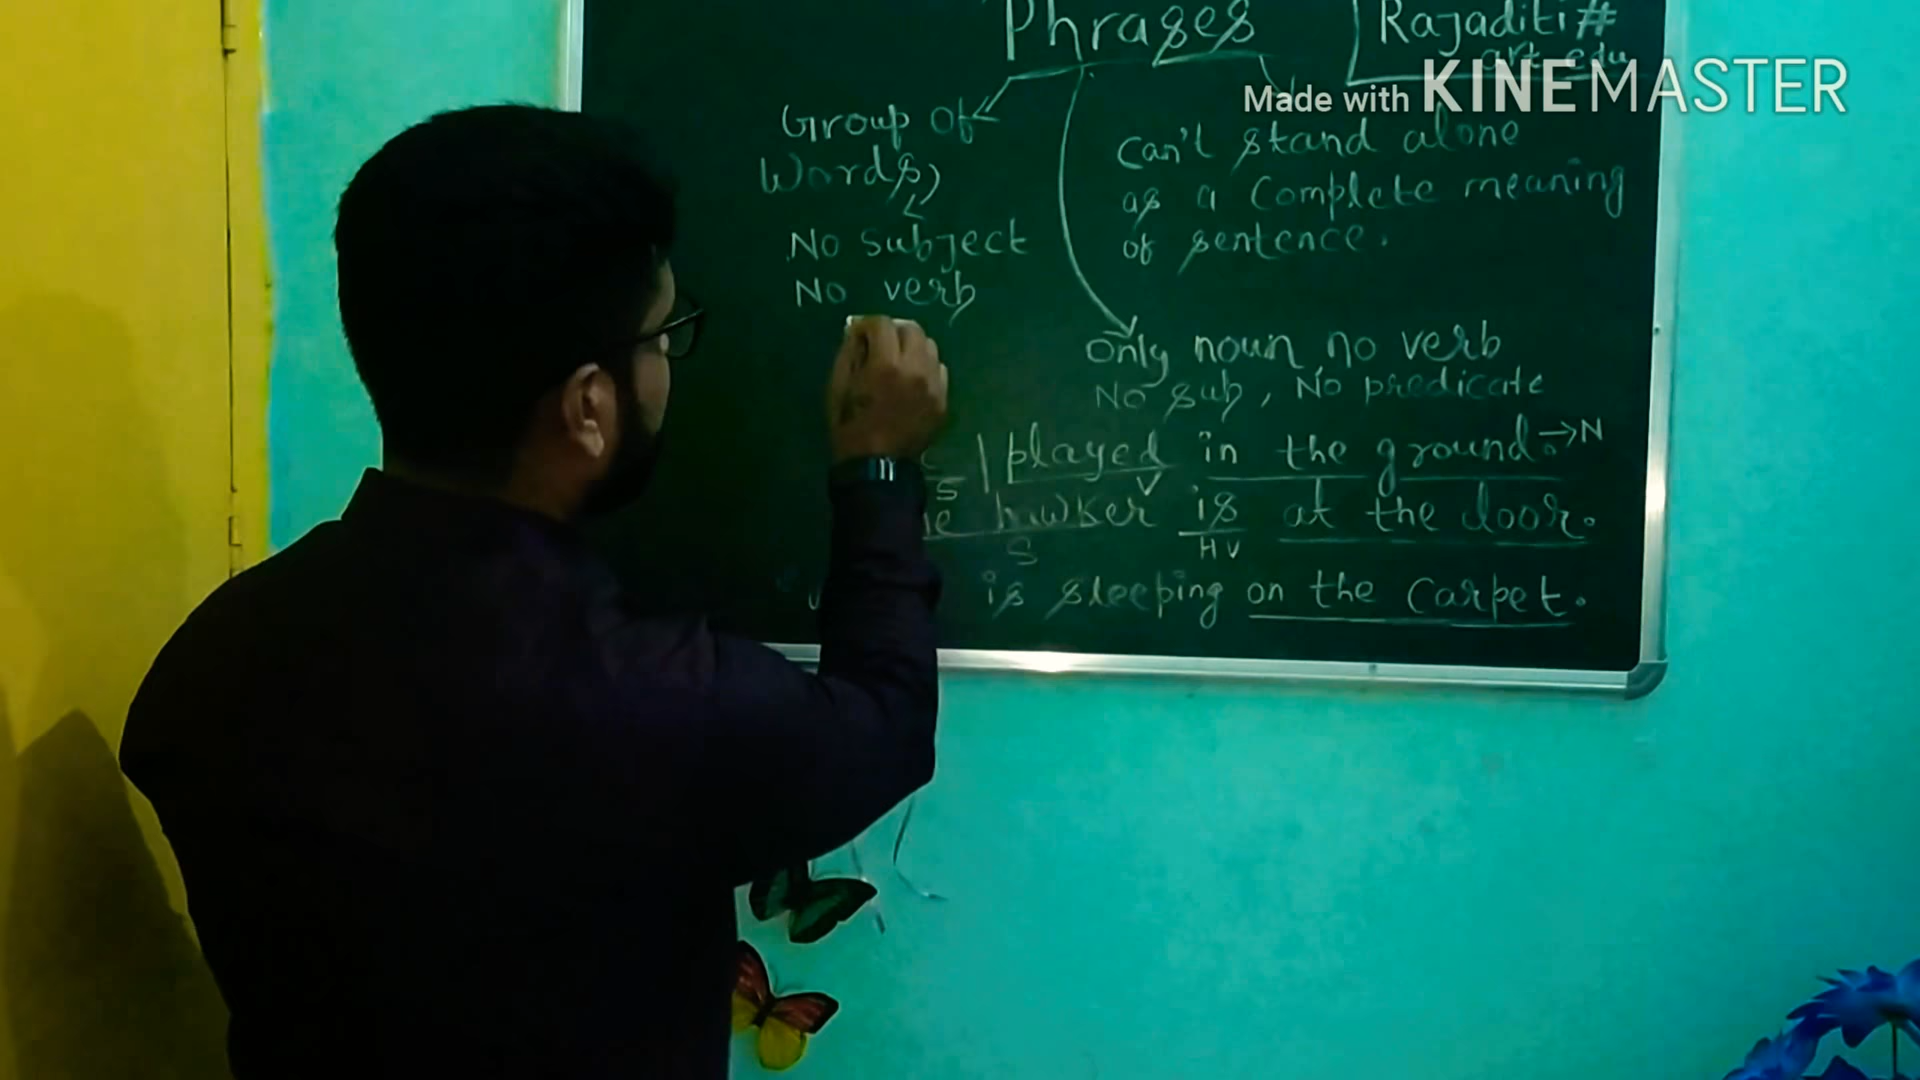 Phrases
Rajaditi#
art edu
Made with KINEMASTER
Group of
Words,
No Subject
No verb
can't stand alone
as a complete meaning
of sentence.
Only noun, no verb
No sub, No predicate
S | played in the ground. → N
V
hawker is at the door.
S HV
is sleeping on the carpet.